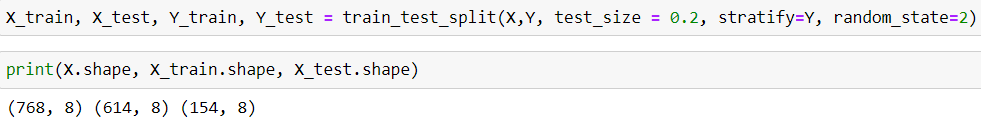 X_train, X_test, Y_train, Y_test = train_test_split(X,Y, test_size = 0.2, stratify=Y, random_state=2)
print(X.shape, X_train.shape, X_test.shape)
(768, 8) (614, 8) (154, 8)